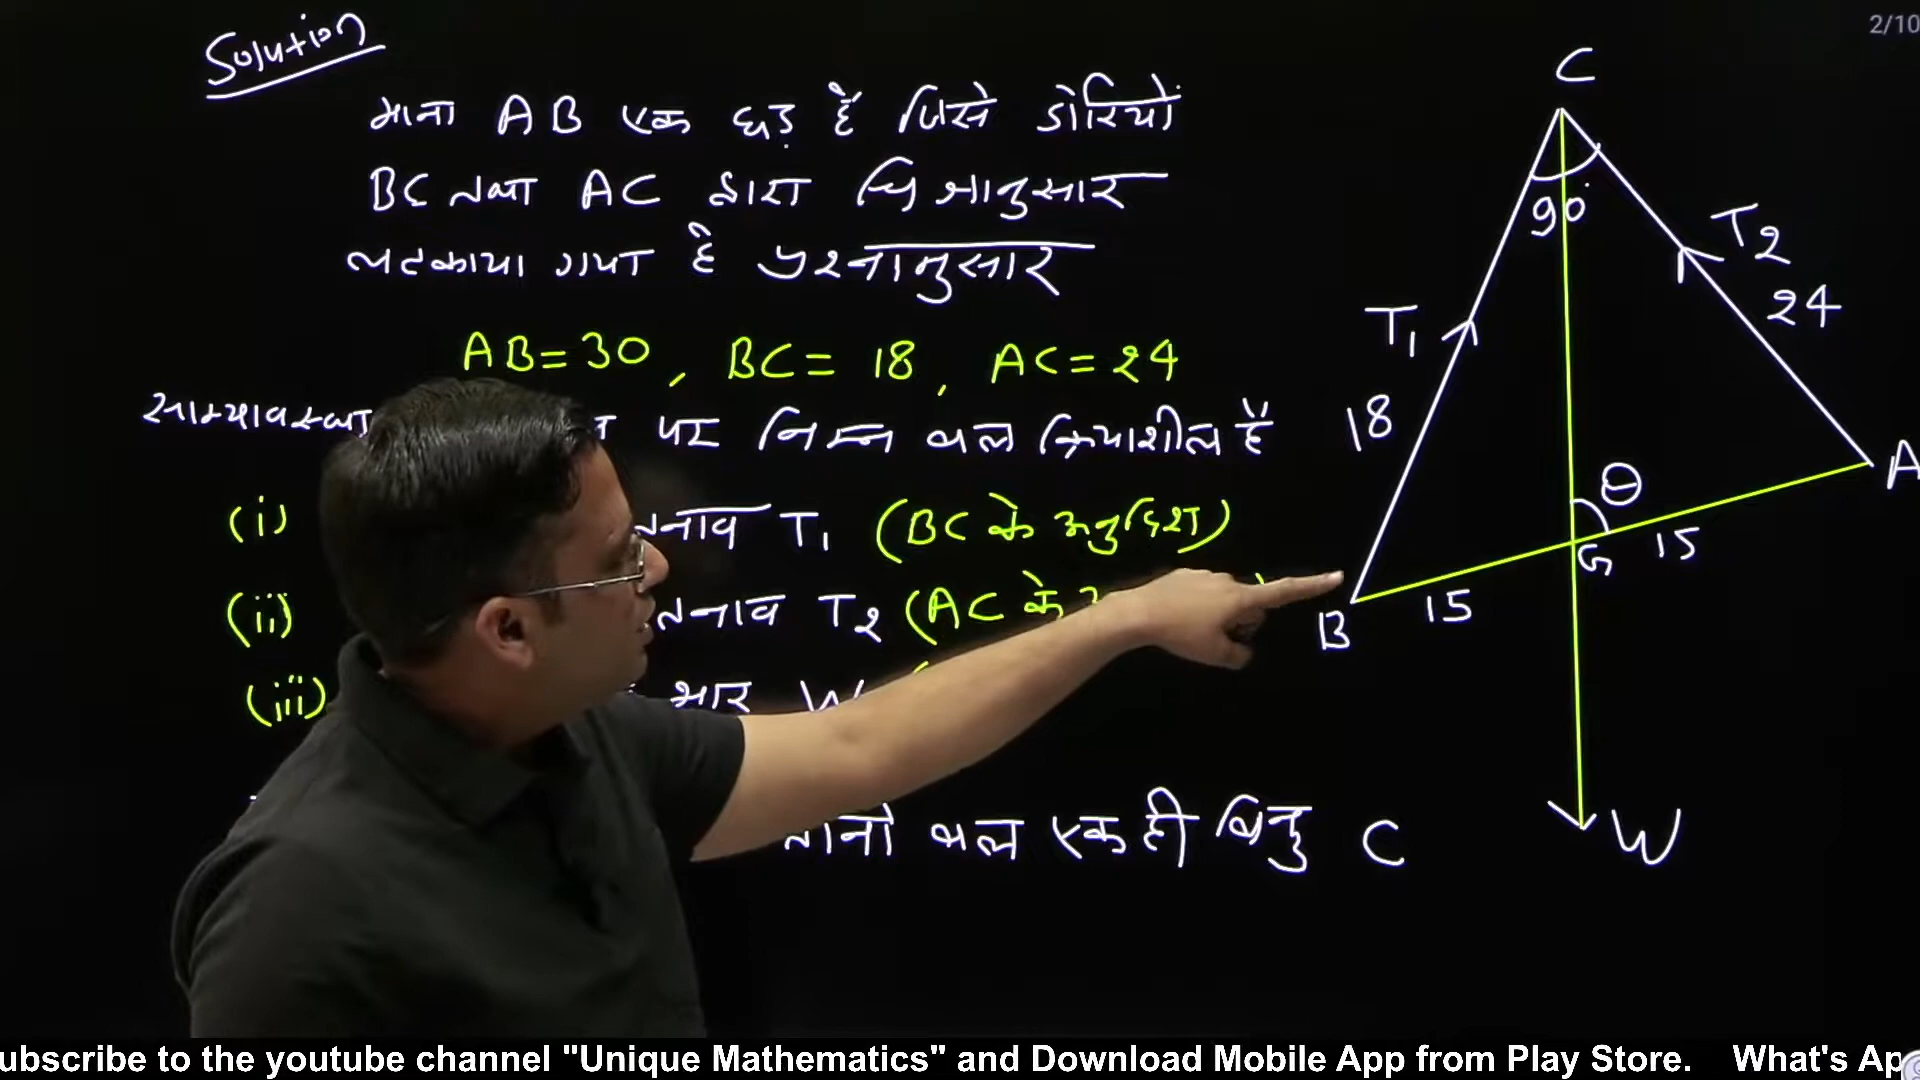 2/10
Solution
माना AB एक छड़ है जिसे डोरियों
BC तथा AC द्वारा चित्रानुसार
लटकाया गया है प्रश्नानुसार
AB=30, BC= 18, AC=24
साम्यावस्था पर निम्न बल क्रियाशील हैं
(i) तनाव T₁ (BC के अनुदिश)
(ii) तनाव T₂ (AC के
(iii) भार W
तीनों बल एक ही बिन्दु C
C
90°
T₂
24
T₁
18
A
θ
G
15
B
15
W
ubscribe to the youtube channel "Unique Mathematics" and Download Mobile App from Play Store. What's Ap